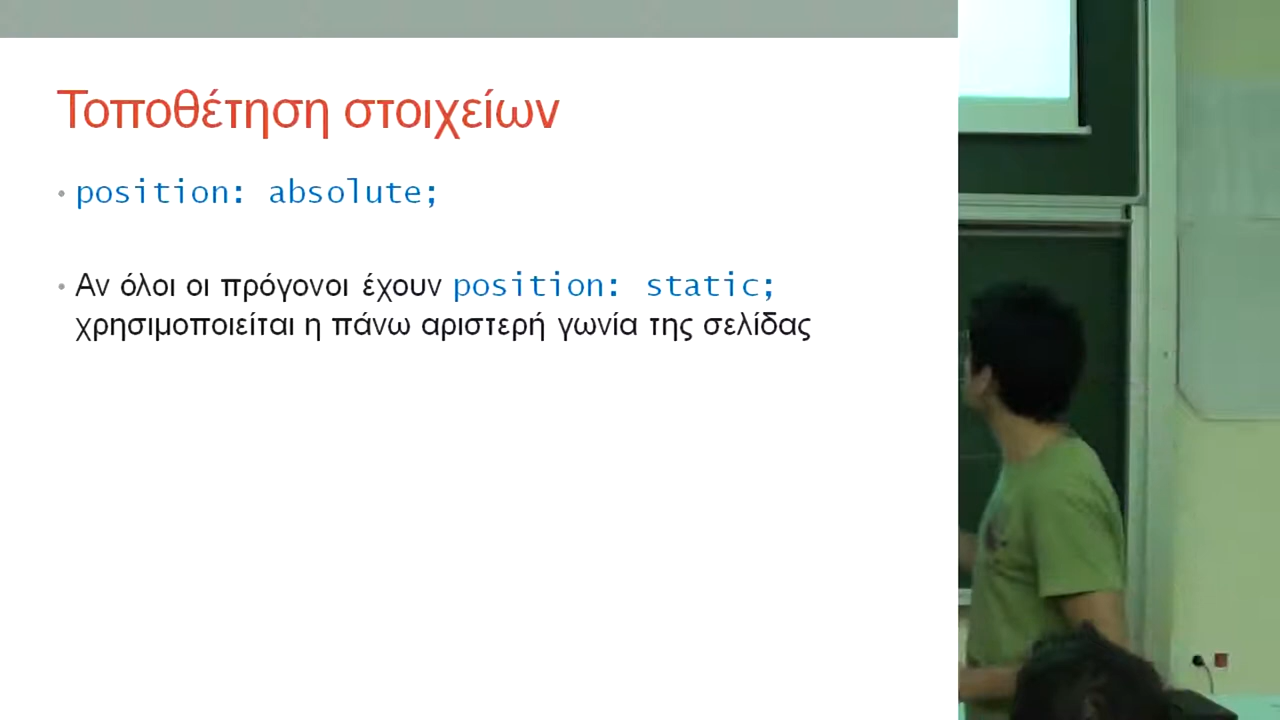 Τοποθέτηση στοιχείων
• position: absolute;
• Αν όλοι οι πρόγονοι έχουν position: static;
χρησιμοποιείται η πάνω αριστερή γωνία της σελίδας